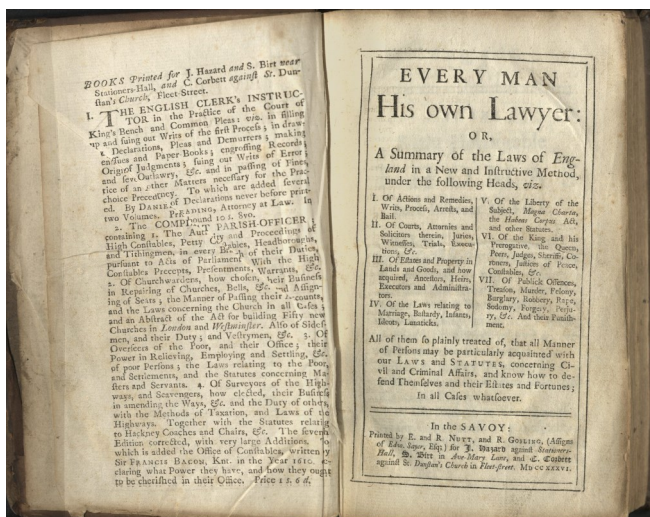 BOOKS Printed for J. Hazard and S. Birt near
Stationers-Hall, and C. Corbett against St. Dun-
stan's Church, Fleet-Street.
I. THE ENGLISH CLERK's INSTRUC-
TOR in the Practice of the Court of
King's Bench and Common Pleas: viz. in filling
up and suing out Writs of the first Process; in draw-
Declarations, Pleas and Demurrers; making
and Paper-Books; engrossing Records
Judgments; suing out Writs of Error;
and Outlawry, &c. and in passing of Fines,
tice of Matters necessary for the Prac-
choice To which are added several
ed. By never before print-
two Volumes. Attorney at Law. In
10 s. 8vo.
2. The PARISH-OFFICER;
containing 1. The and Proceedings of
High Constables, Petty Headboroughs,
and Tithingmen, in every of their Duties,
pursuant to Acts of Parliament With the High
Constables Precepts, Presentments, Warrants, &c.
2. Of Churchwardens, how chosen, their Business
in Repairing of Churches, Bells, &c. and Assign-
ing of Seats; the Manner of Passing their
and the Laws concerning the Church in all Cases;
and an Abstract of the Act for building Fifty new
Churches in London and Westminster. Also of Sides-
men, and their Duty; and Vestrymen, &c. 3. Of
Overseers of the Poor, and their Office; their
Power in Relieving, Employing and Settling, &c.
of poor Persons; the Laws relating to the Poor,
and Settlements, and the Statutes concerning Ma-
sters and Servants. 4. Of Surveyors of the High-
ways, and Scavengers, how elected, their Business
in amending the Ways, &c. and the Duty of others,
with the Methods of Taxation, and Laws of the
Highways. Together with the Statutes relating
to Hackney Coaches and Chairs, &c. The seventh
Edition corrected, with very large Additions. To
which is added the Office of Constables, written by
Sir FRANCIS BACON, Knt. in the Year 1610.
claring what Power they have, and how they ought
to be cherished in their Office. Price 1 s. 6 d.
EVERY MAN
His own Lawyer:
OR,
A Summary of the Laws of Eng-
land in a New and Instructive Method,
under the following Heads, viz.
I. Of Actions and Remedies,
Writs, Process, Arrests, and
Bail.
II. Of Courts, Attornies and
Solicitors therein, Juries,
Witnesses, Trials, Execu-
tions, &c.
III. Of Estates and Property in
Lands and Goods, and how
acquired, Ancestors, Heirs,
Executors and Administra-
tors.
IV. Of the Laws relating to
Marriage, Bastardy, Infants,
Ideots, Lunaticks.
V. Of the Liberty of the
Subject, Magna Charta,
the Habeas Corpus Act,
and other Statutes.
VI. Of the King and his
Prerogative, the Queen,
Peers, Judges, Sheriffs, Co-
roners, Justices of Peace,
Constables, &c.
VII. Of Publick Offences,
Treason, Murder, Felony,
Burglary, Robbery, Rape,
Sodomy, Forgery, Perju-
ry, &c. And their Punish-
ment.
All of them so plainly treated of, that all Manner
of Persons may be particularly acquainted with
our LAWS and STATUTES, concerning Ci-
vil and Criminal Affairs, and know how to de-
fend Themselves and their Estates and Fortunes;
In all Cases whatsoever.
In the SAVOY:
Printed by E. and R. NUTT, and R. GOSLING, (Assigns
of Edw. Sayer, Esq;) for J. Hazard against Stationers-
Hall, S. Birt in Ave-Mary Lane, and C. Corbett
against St. Dunstan's Church in Fleet-street. MDCCXXXVI.